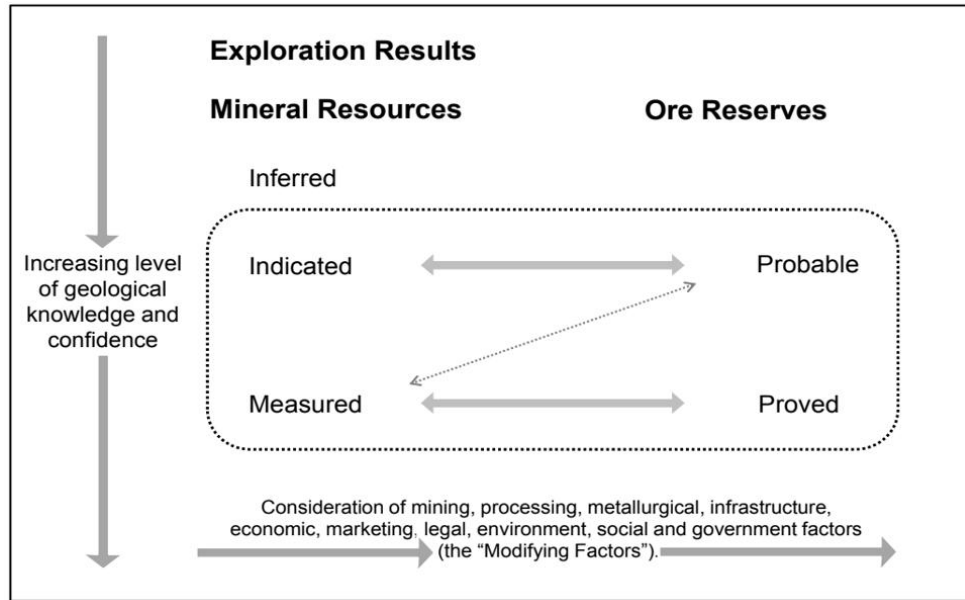 Exploration Results
Mineral Resources
Ore Reserves
Inferred
Increasing level
of geological
knowledge and
confidence
Indicated
Probable
Measured
Proved
Consideration of mining, processing, metallurgical, infrastructure,
economic, marketing, legal, environment, social and government factors
(the “Modifying Factors”).